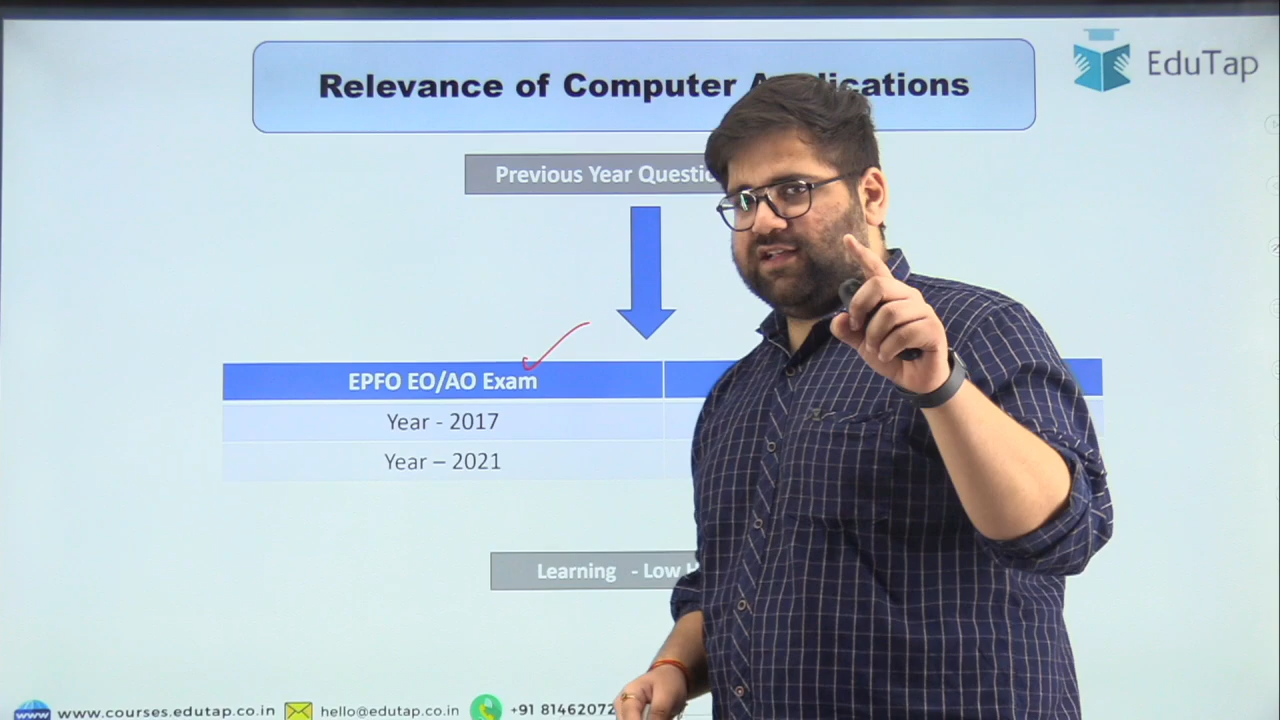 EduTap
Relevance of Computer
Previous Year
EPFO EO/AO Exam
Year - 2017
Year – 2021
Learning - Low
www.courses.edutap.co.in hello@edutap.co.in +91 81462072